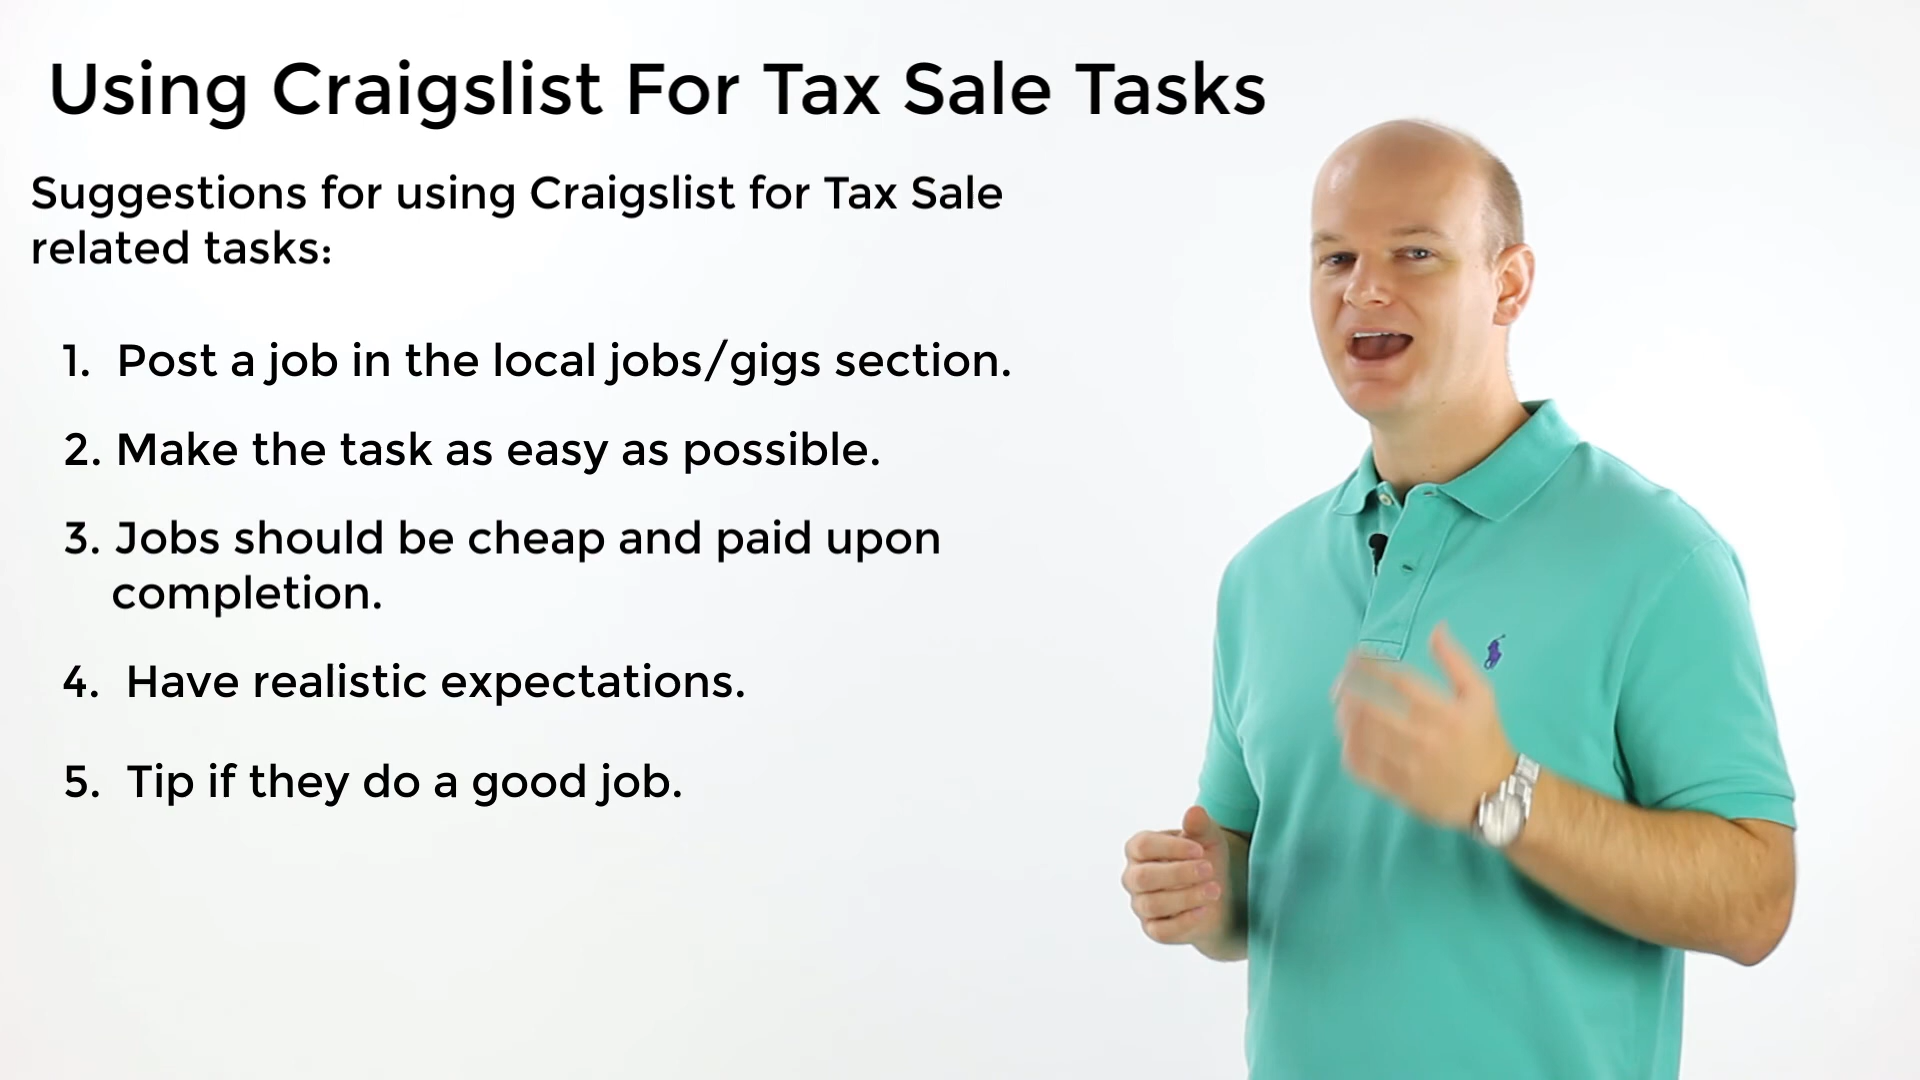 Using Craigslist For Tax Sale Tasks
Suggestions for using Craigslist for Tax Sale
related tasks:
1. Post a job in the local jobs/gigs section.
2. Make the task as easy as possible.
3. Jobs should be cheap and paid upon
completion.
4. Have realistic expectations.
5. Tip if they do a good job.